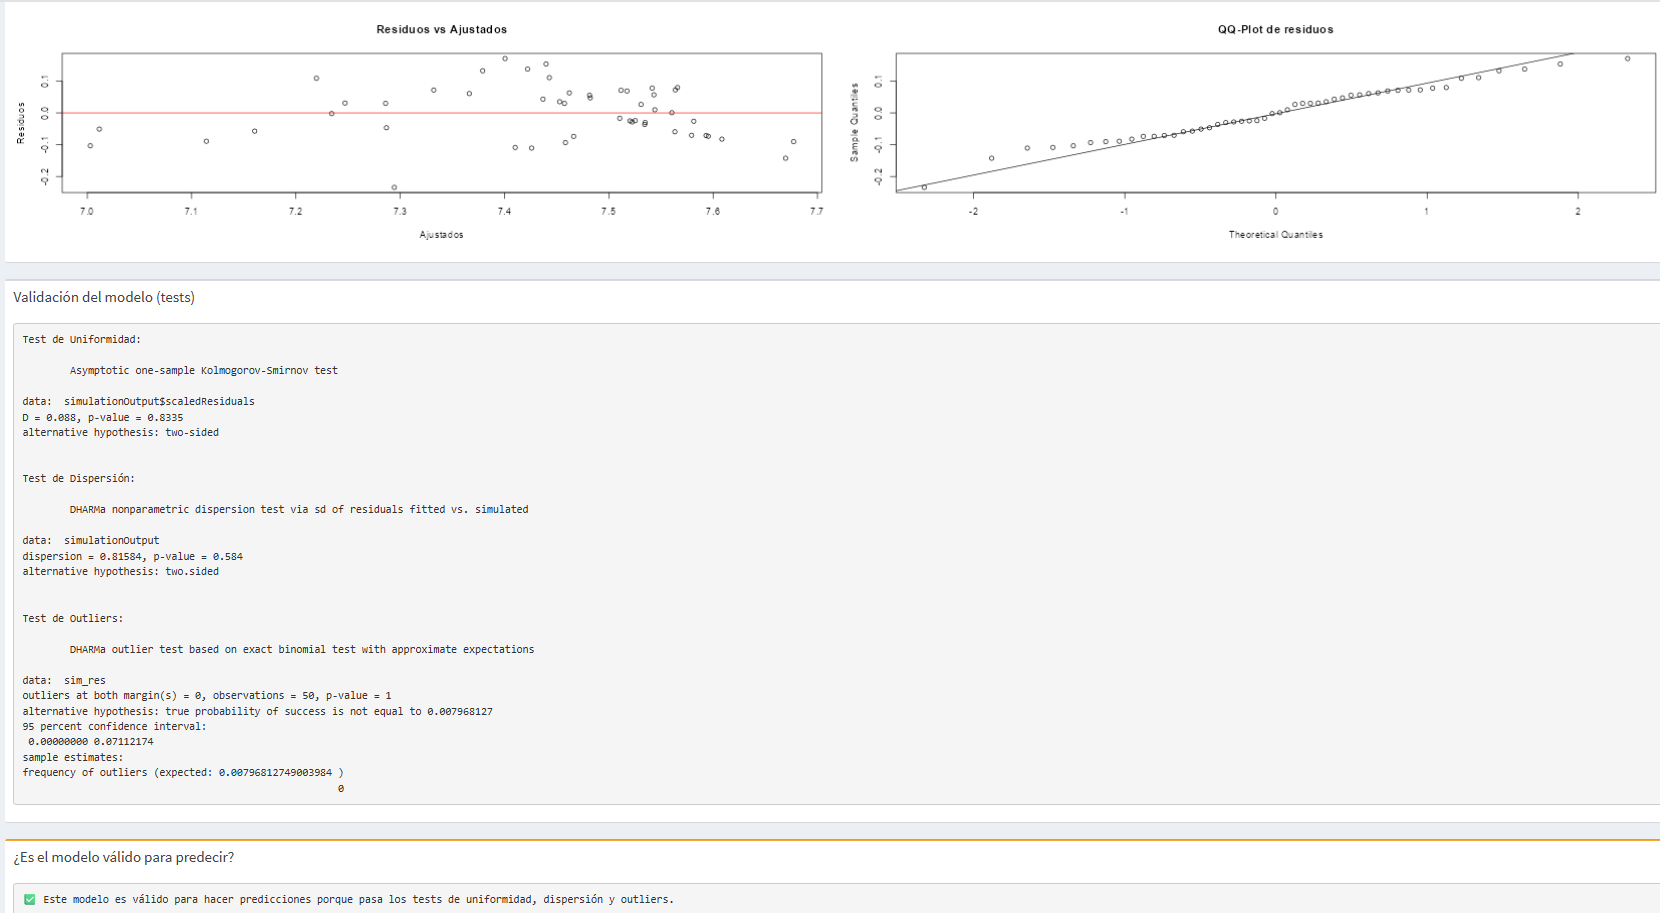 Residuos vs Ajustados
Residuos
0.1
0.0
-0.1
-0.2
7.0 7.1 7.2 7.3 7.4 7.5 7.6 7.7
Ajustados
QQ-Plot de residuos
Sample Quantiles
0.1
0.0
-0.1
-0.2
-2 -1 0 1 2
Theoretical Quantiles
Validación del modelo (tests)
Test de Uniformidad:
Asymptotic one-sample Kolmogorov-Smirnov test
data: simulationOutput$scaledResiduals
D = 0.088, p-value = 0.8335
alternative hypothesis: two-sided
Test de Dispersión:
DHARMa nonparametric dispersion test via sd of residuals fitted vs. simulated
data: simulationOutput
dispersion = 0.81584, p-value = 0.584
alternative hypothesis: two.sided
Test de Outliers:
DHARMa outlier test based on exact binomial test with approximate expectations
data: sim_res
outliers at both margin(s) = 0, observations = 50, p-value = 1
alternative hypothesis: true probability of success is not equal to 0.007968127
95 percent confidence interval:
0.00000000 0.07112174
sample estimates:
frequency of outliers (expected: 0.00796812749003984 )
0
¿Es el modelo válido para predecir?
✅ Este modelo es válido para hacer predicciones porque pasa los tests de uniformidad, dispersión y outliers.